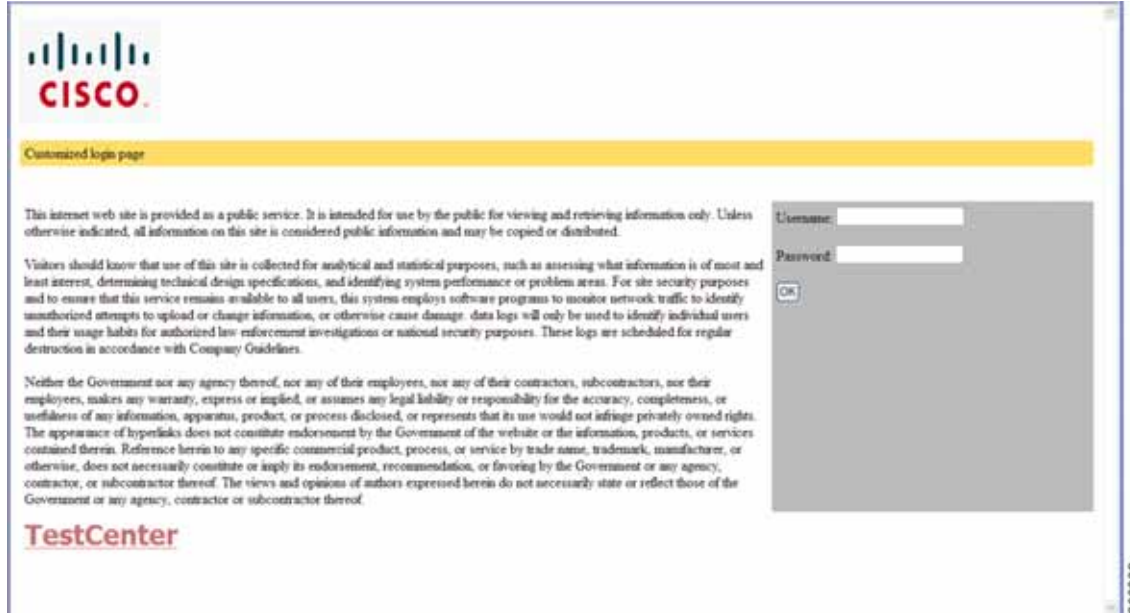 CISCO.
Customized login page
This internet web site is provided as a public service. It is intended for use by the public for viewing and retrieving information only. Unless
otherwise indicated, all information on this site is considered public information and may be copied or distributed.
Visitors should know that use of this site is collected for analytical and statistical purposes, such as assessing what information is of most and
least interest, determining technical design specifications, and identifying system performance or problem areas. For site security purposes
and to ensure that this service remains available to all users, this system employs software programs to monitor network traffic to identify
unauthorized attempts to upload or change information, or otherwise cause damage. data logs will only be used to identify individual users
and their usage habits for authorized law enforcement investigations or national security purposes. These logs are scheduled for regular
destruction in accordance with Company Guidelines.
Neither the Government nor any agency thereof, nor any of their employees, nor any of their contractors, subcontractors, nor their
employees, makes any warranty, express or implied, or assumes any legal liability or responsibility for the accuracy, completeness, or
usefulness of any information, apparatus, product, or process disclosed, or represents that its use would not infringe privately owned rights.
The appearance of hyperlinks does not constitute endorsement by the Government of the website or the information, products, or services
contained therein. Reference herein to any specific commercial product, process, or service by trade name, trademark, manufacturer, or
otherwise, does not necessarily constitute or imply its endorsement, recommendation, or favoring by the Government or any agency,
contractor, or subcontractor thereof. The views and opinions of authors expressed herein do not necessarily state or reflect those of the
Government or any agency, contractor or subcontractor thereof.
TestCenter
Username:
Password:
OK